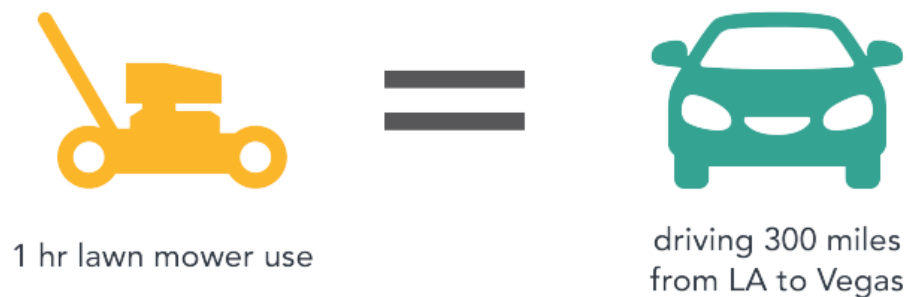 1 hr lawn mower use
driving 300 miles
from LA to Vegas